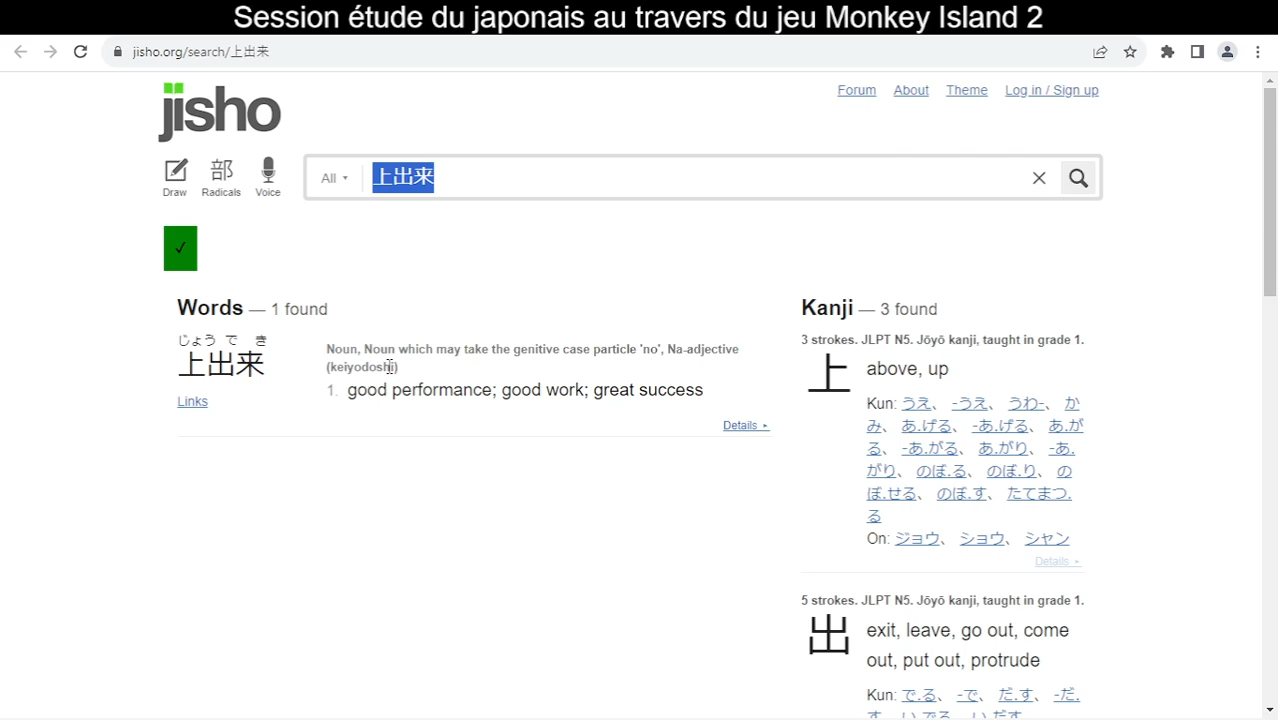 Session étude du japonais au travers du jeu Monkey Island 2
jisho.org/search/上出来
jisho
Forum About Theme Log in / Sign up
部
Draw Radicals Voice
All 上出来
✓
Words — 1 found
じょう で き
上出来
Links
Noun, Noun which may take the genitive case particle 'no', Na-adjective
(keiyodoshi)
1. good performance; good work; great success
Details
Kanji — 3 found
3 strokes. JLPT N5. Jōyō kanji, taught in grade 1.
上
above, up
Kun: うえ、 -うえ、 うわ-、 か
み、 あ.げる、 -あ.げる、 あ.が
る、 -あ.がる、 あ.がり、 -あ.
がり、 のぼ.る、 のぼ.り、 の
ぼ.せる、 のぼ.す、 たてまつ.
る
On: ジョウ、 ショウ、 シャン
Details
5 strokes. JLPT N5. Jōyō kanji, taught in grade 1.
出
exit, leave, go out, come
out, put out, protrude
Kun: で.る、 -で、 だ.す、 -だ.
す、 い.でる、 い.だす